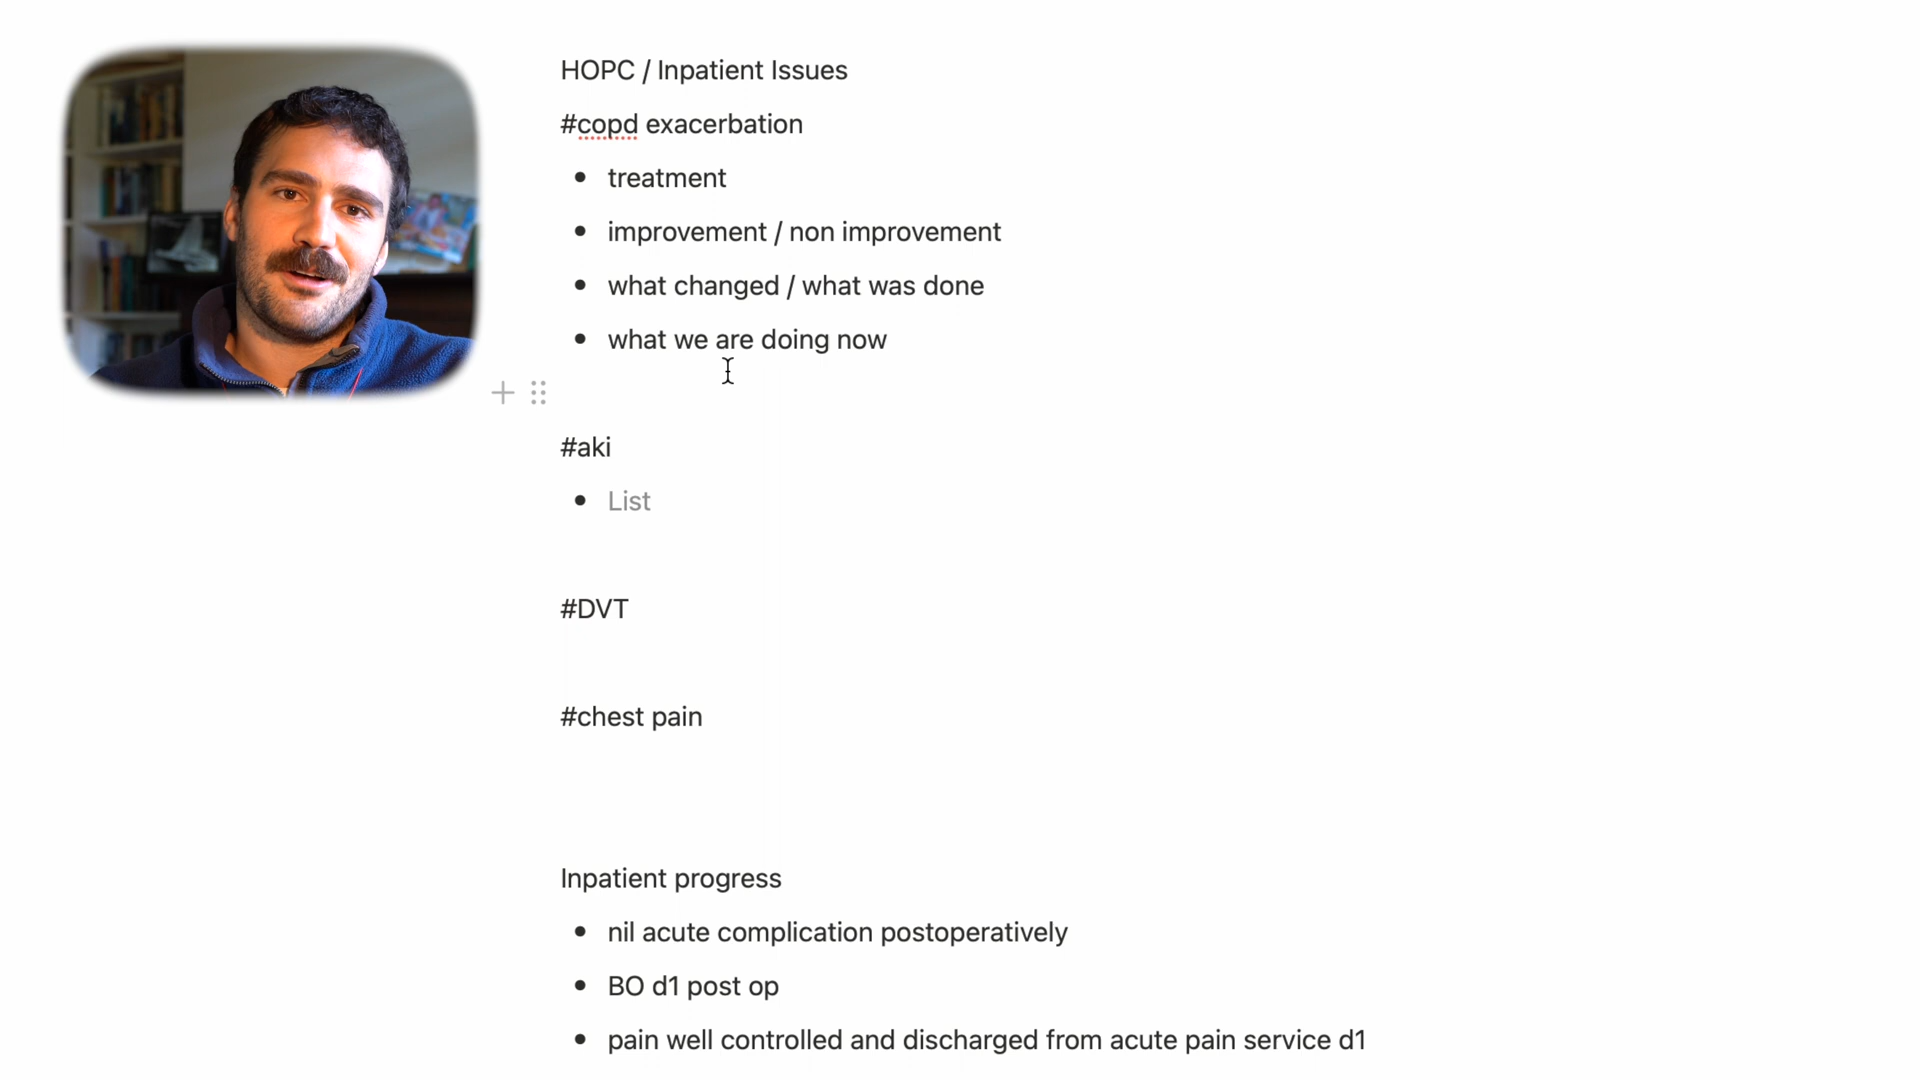 HOPC / Inpatient Issues
#copd exacerbation
• treatment
• improvement / non improvement
• what changed / what was done
• what we are doing now
#aki
• List
#DVT
#chest pain
Inpatient progress
• nil acute complication postoperatively
• BO d1 post op
• pain well controlled and discharged from acute pain service d1